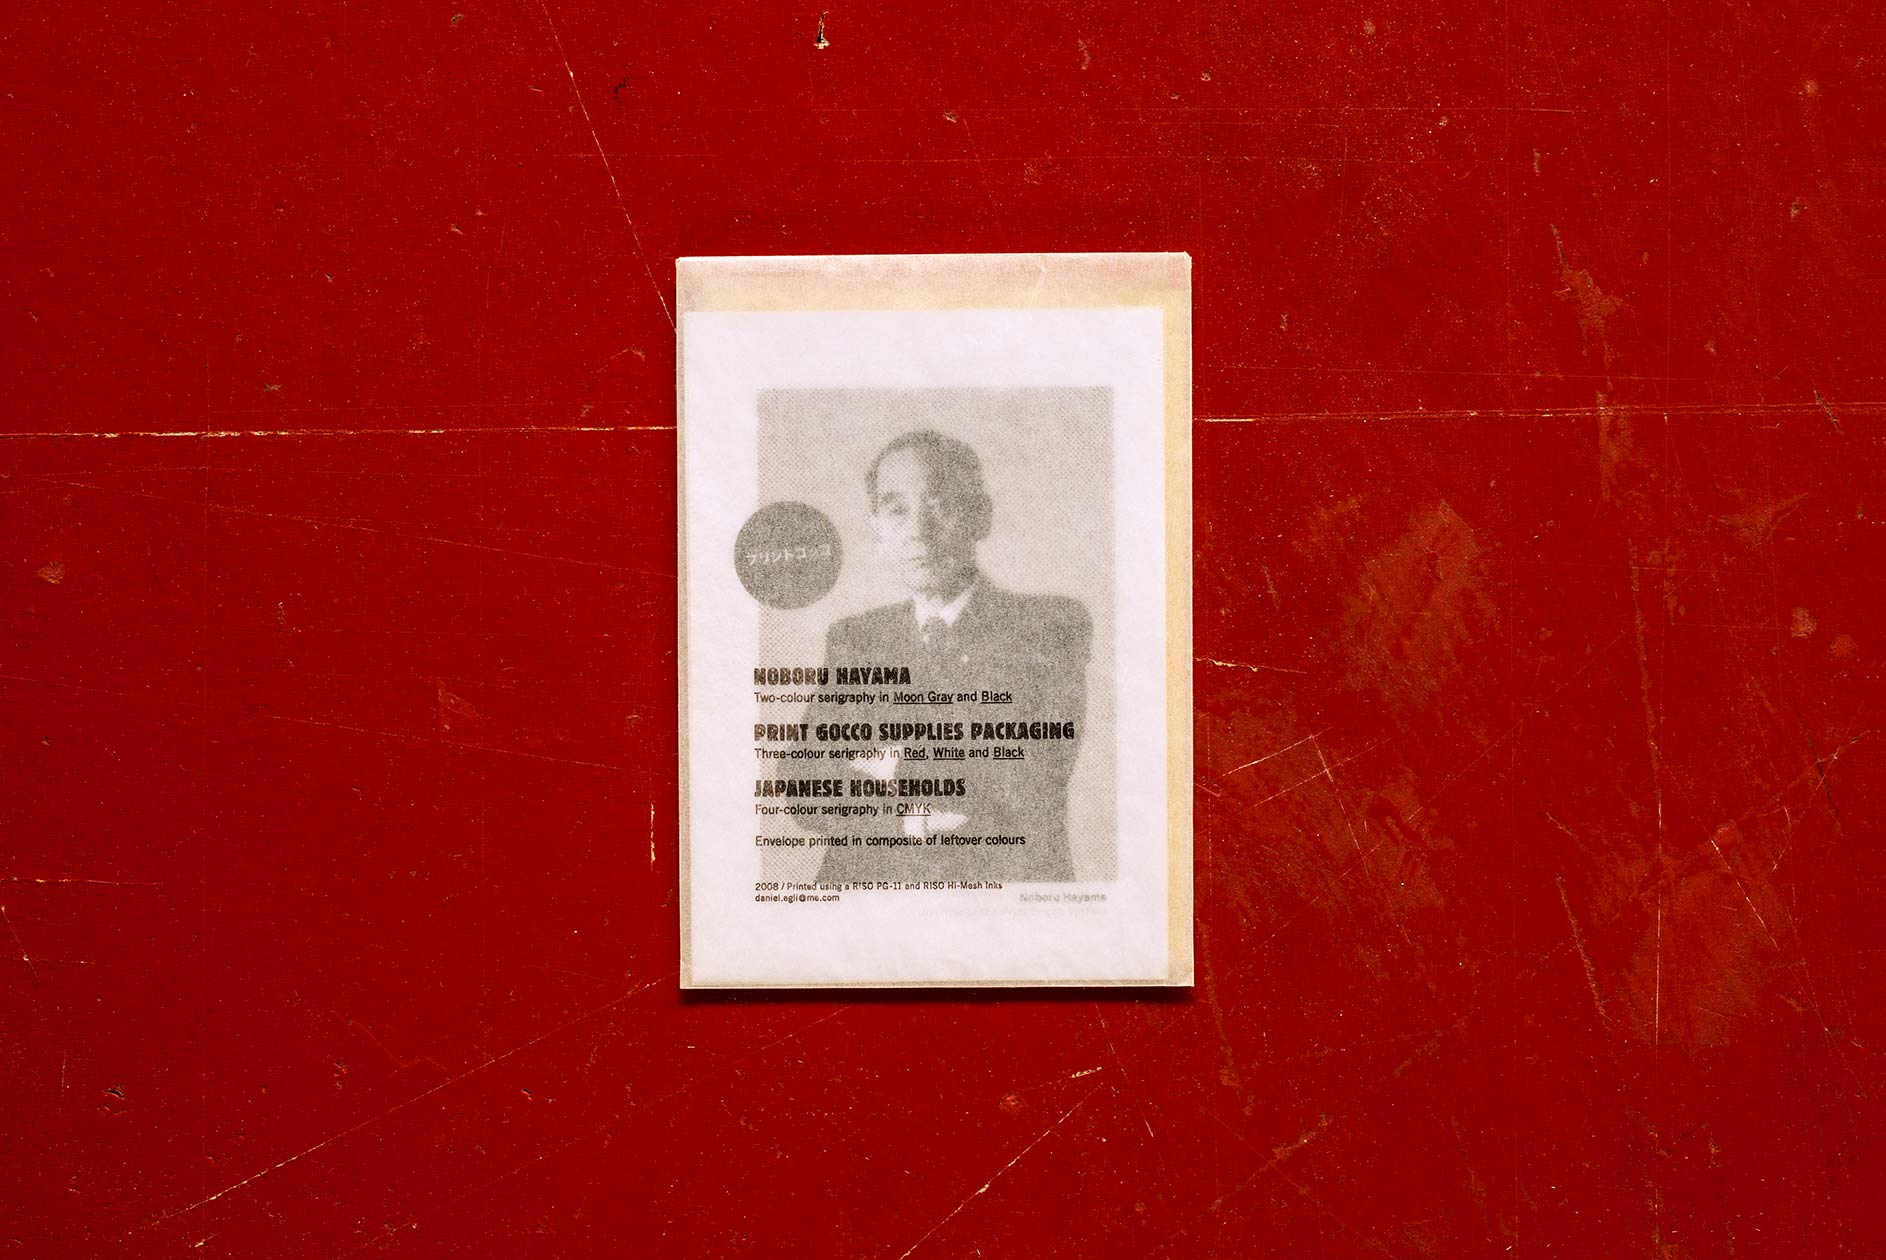 プリントゴッコ
NOBORU HAYAMA
Two-colour serigraphy in Moon Gray and Black
PRINT GOCCO SUPPLIES PACKAGING
Three-colour serigraphy in Red, White and Black
JAPANESE HOUSEHOLDS
Four-colour serigraphy in CMYK
Envelope printed in composite of leftover colours
2008 / Printed using a RISO PG-11 and RISO Hi-Mesh Inks
daniel.egli@me.com
Noboru Hayama